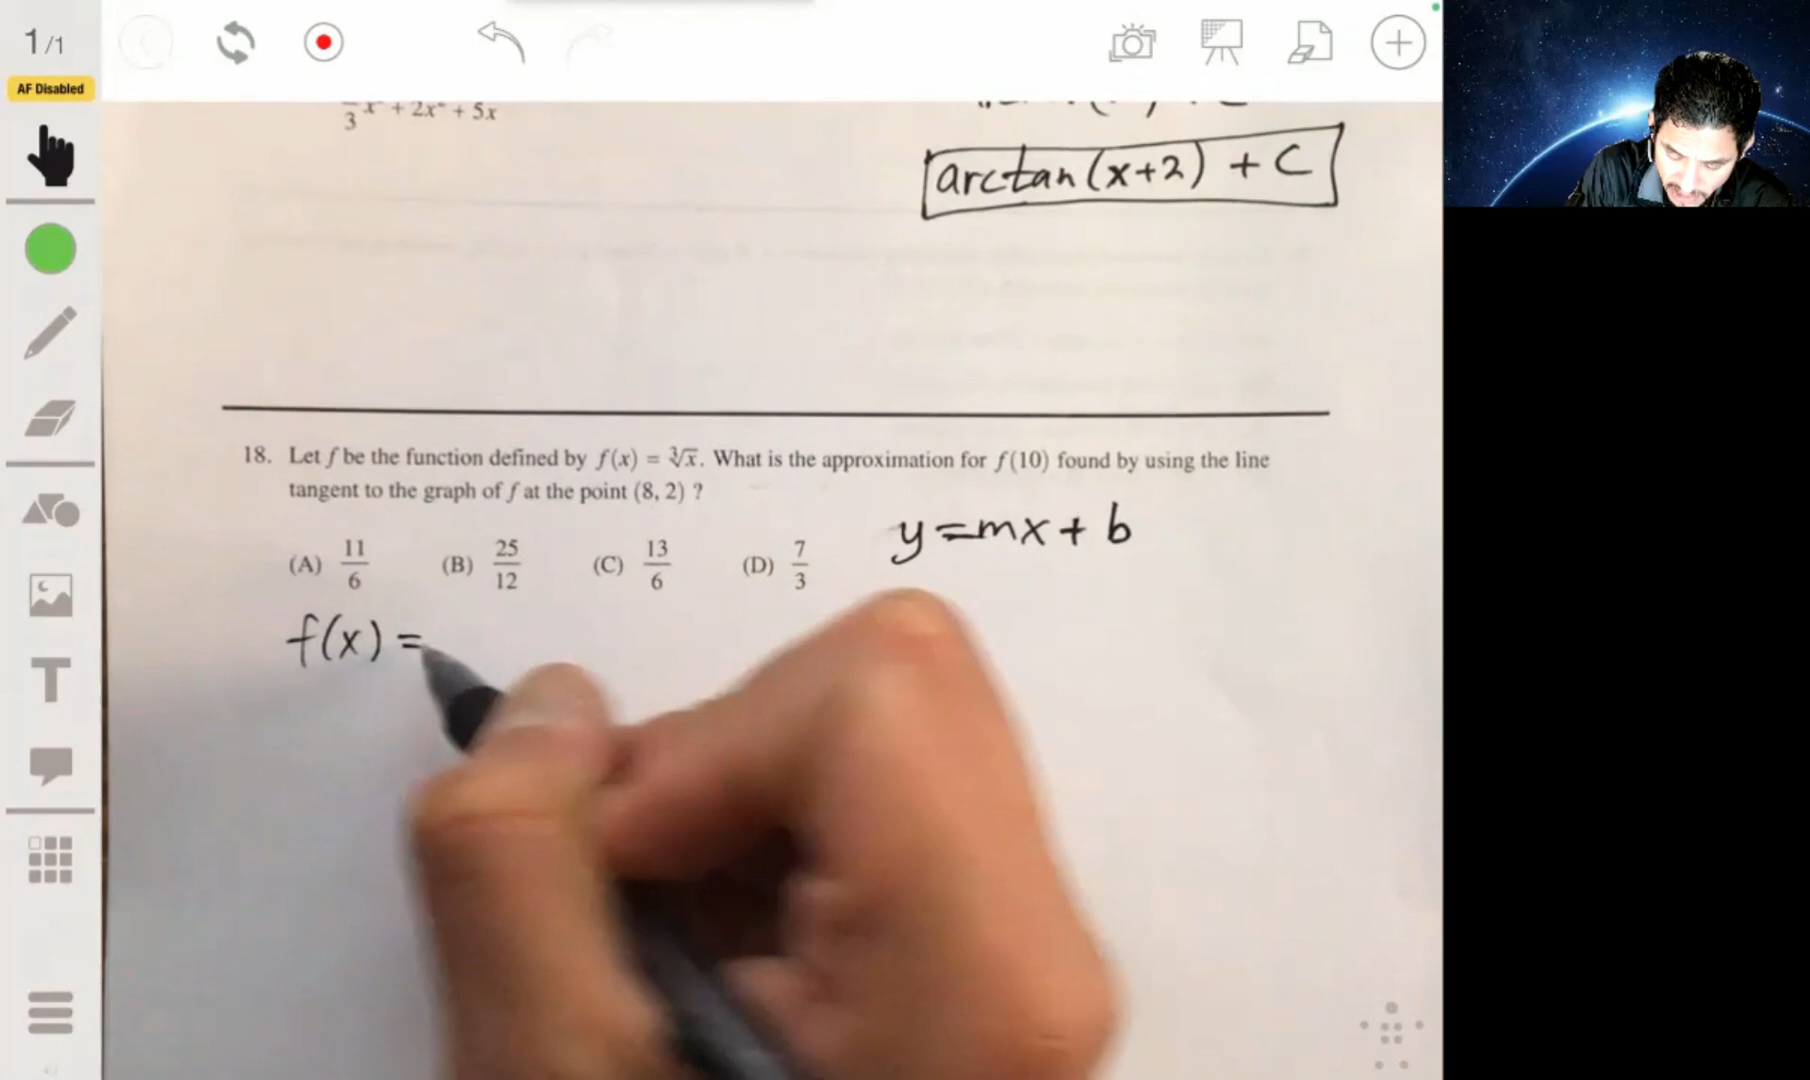 1/1
AF Disabled
3 x + 2x + 5x
arctan(x+2) + C
18. Let f be the function defined by f(x) = ∛x. What is the approximation for f(10) found by using the line
tangent to the graph of f at the point (8, 2) ?
y=mx+b
(A) 11/6 (B) 25/12 (C) 13/6 (D) 7/3
f(x) =
T